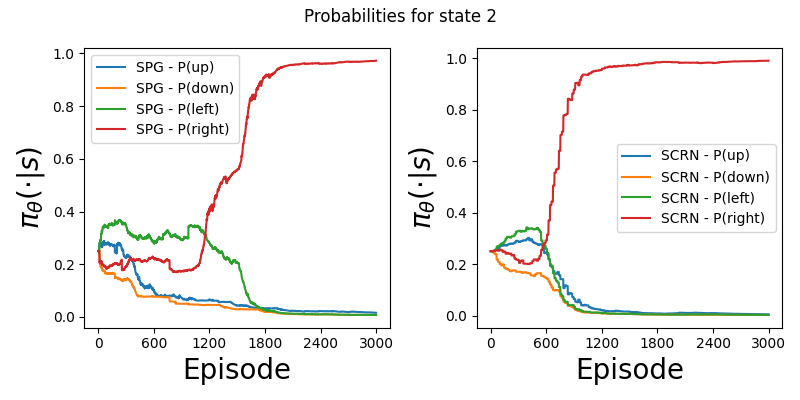 Probabilities for state 2
1.0
0.8
0.6
0.4
0.2
0.0
π_θ(·|s)
SPG - P(up)
SPG - P(down)
SPG - P(left)
SPG - P(right)
0 600 1200 1800 2400 3000
Episode
1.0
0.8
0.6
0.4
0.2
0.0
π_θ(·|s)
SCRN - P(up)
SCRN - P(down)
SCRN - P(left)
SCRN - P(right)
0 600 1200 1800 2400 3000
Episode